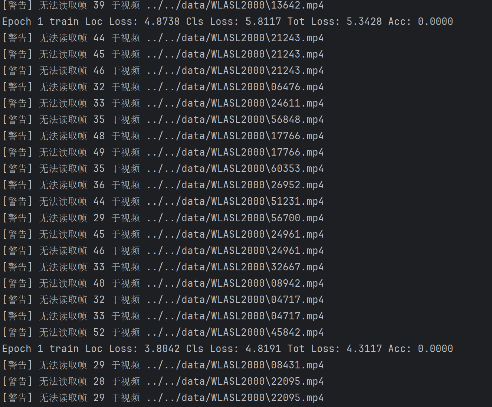 [警告] 无法读取帧 39 于视频 ../../data/WLASL2000\13642.mp4
Epoch 1 train Loc Loss: 4.8738 Cls Loss: 5.8117 Tot Loss: 5.3428 Acc: 0.0000
[警告] 无法读取帧 44 于视频 ../../data/WLASL2000\21243.mp4
[警告] 无法读取帧 45 于视频 ../../data/WLASL2000\21243.mp4
[警告] 无法读取帧 46 于视频 ../../data/WLASL2000\21243.mp4
[警告] 无法读取帧 32 于视频 ../../data/WLASL2000\06476.mp4
[警告] 无法读取帧 33 于视频 ../../data/WLASL2000\24611.mp4
[警告] 无法读取帧 35 于视频 ../../data/WLASL2000\56848.mp4
[警告] 无法读取帧 48 于视频 ../../data/WLASL2000\17766.mp4
[警告] 无法读取帧 49 于视频 ../../data/WLASL2000\17766.mp4
[警告] 无法读取帧 35 于视频 ../../data/WLASL2000\60353.mp4
[警告] 无法读取帧 36 于视频 ../../data/WLASL2000\26952.mp4
[警告] 无法读取帧 44 于视频 ../../data/WLASL2000\51231.mp4
[警告] 无法读取帧 29 于视频 ../../data/WLASL2000\56700.mp4
[警告] 无法读取帧 45 于视频 ../../data/WLASL2000\24961.mp4
[警告] 无法读取帧 46 于视频 ../../data/WLASL2000\24961.mp4
[警告] 无法读取帧 33 于视频 ../../data/WLASL2000\32667.mp4
[警告] 无法读取帧 40 于视频 ../../data/WLASL2000\08942.mp4
[警告] 无法读取帧 32 于视频 ../../data/WLASL2000\04717.mp4
[警告] 无法读取帧 33 于视频 ../../data/WLASL2000\04717.mp4
[警告] 无法读取帧 52 于视频 ../../data/WLASL2000\45842.mp4
Epoch 1 train Loc Loss: 3.8042 Cls Loss: 4.8191 Tot Loss: 4.3117 Acc: 0.0000
[警告] 无法读取帧 29 于视频 ../../data/WLASL2000\08431.mp4
[警告] 无法读取帧 28 于视频 ../../data/WLASL2000\22095.mp4
[警告] 无法读取帧 29 于视频 ../../data/WLASL2000\22095.mp4